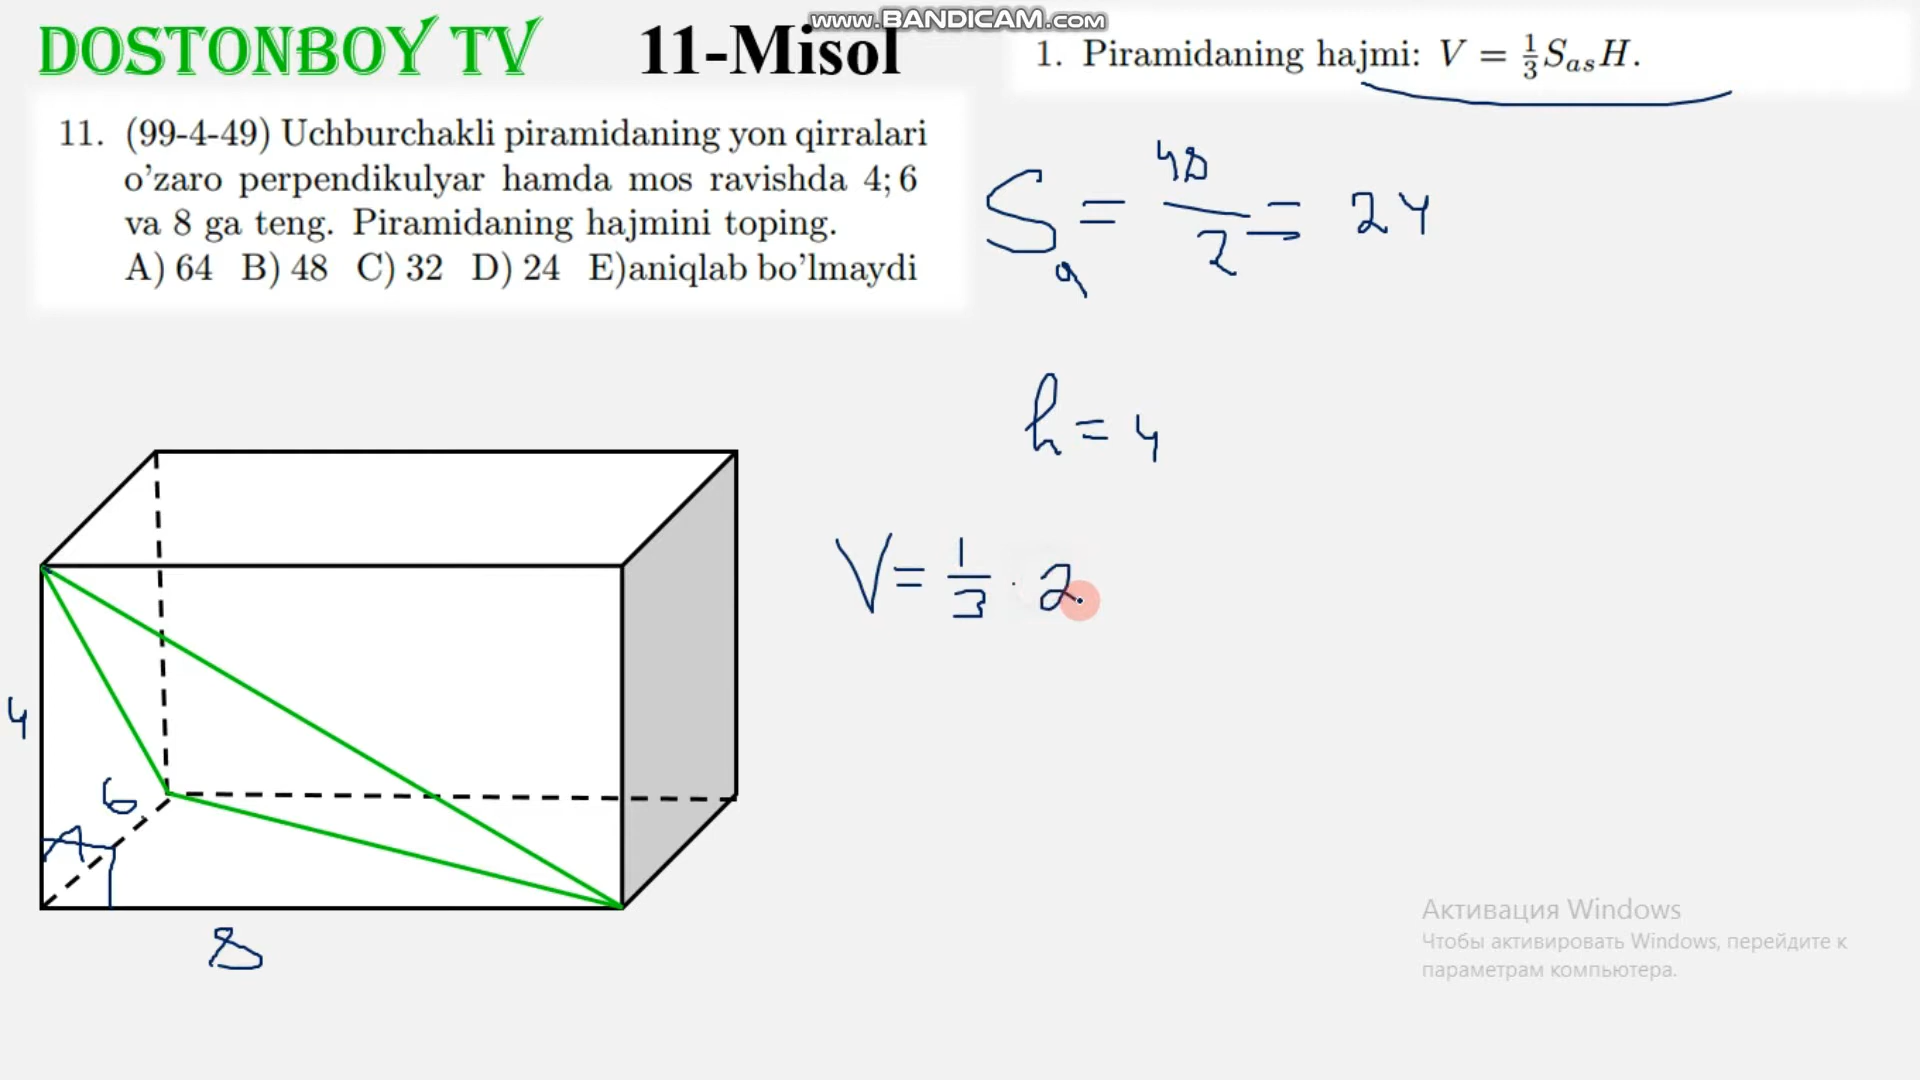 www.BANDICAM.com
DOSTONBOY TV
11-Misol
1. Piramidaning hajmi: V = 1/3 S_as H.
11. (99-4-49) Uchburchakli piramidaning yon qirralari
o'zaro perpendikulyar hamda mos ravishda 4; 6
va 8 ga teng. Piramidaning hajmini toping.
A) 64 B) 48 C) 32 D) 24 E)aniqlab bo'lmaydi
S_a = 48/2 = 24
h = 4
V = 1/3 · 2
4
6
8
Активация Windows
Чтобы активировать Windows, перейдите к
параметрам компьютера.